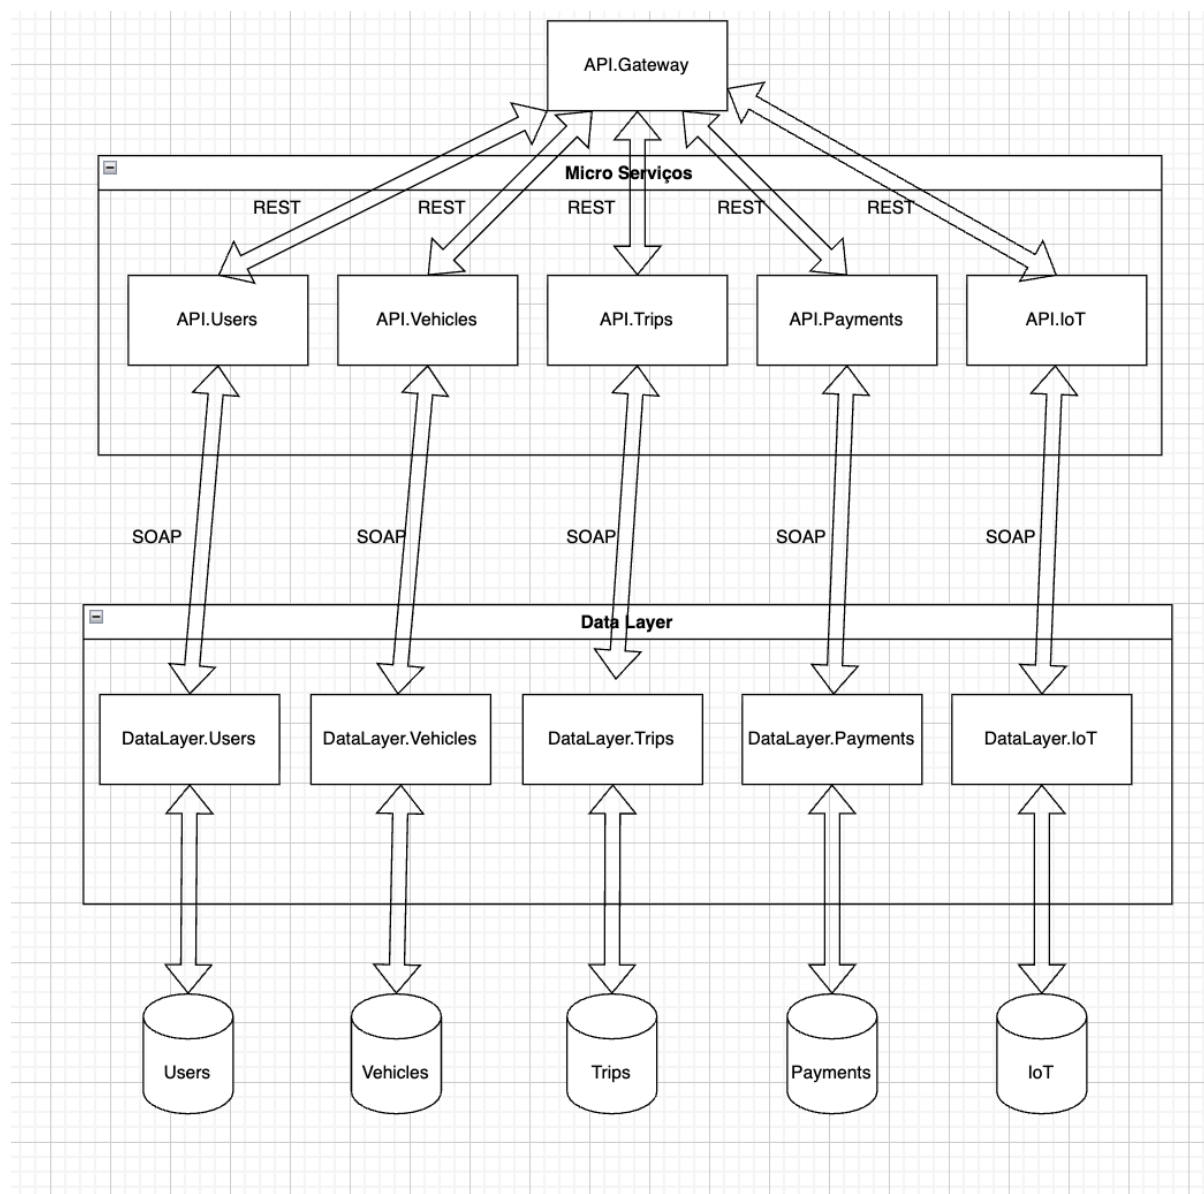 API.Gateway
Micro Serviços
REST
REST
REST
REST
REST
API.Users
API.Vehicles
API.Trips
API.Payments
API.IoT
SOAP
SOAP
SOAP
SOAP
SOAP
Data Layer
DataLayer.Users
DataLayer.Vehicles
DataLayer.Trips
DataLayer.Payments
DataLayer.IoT
Users
Vehicles
Trips
Payments
IoT